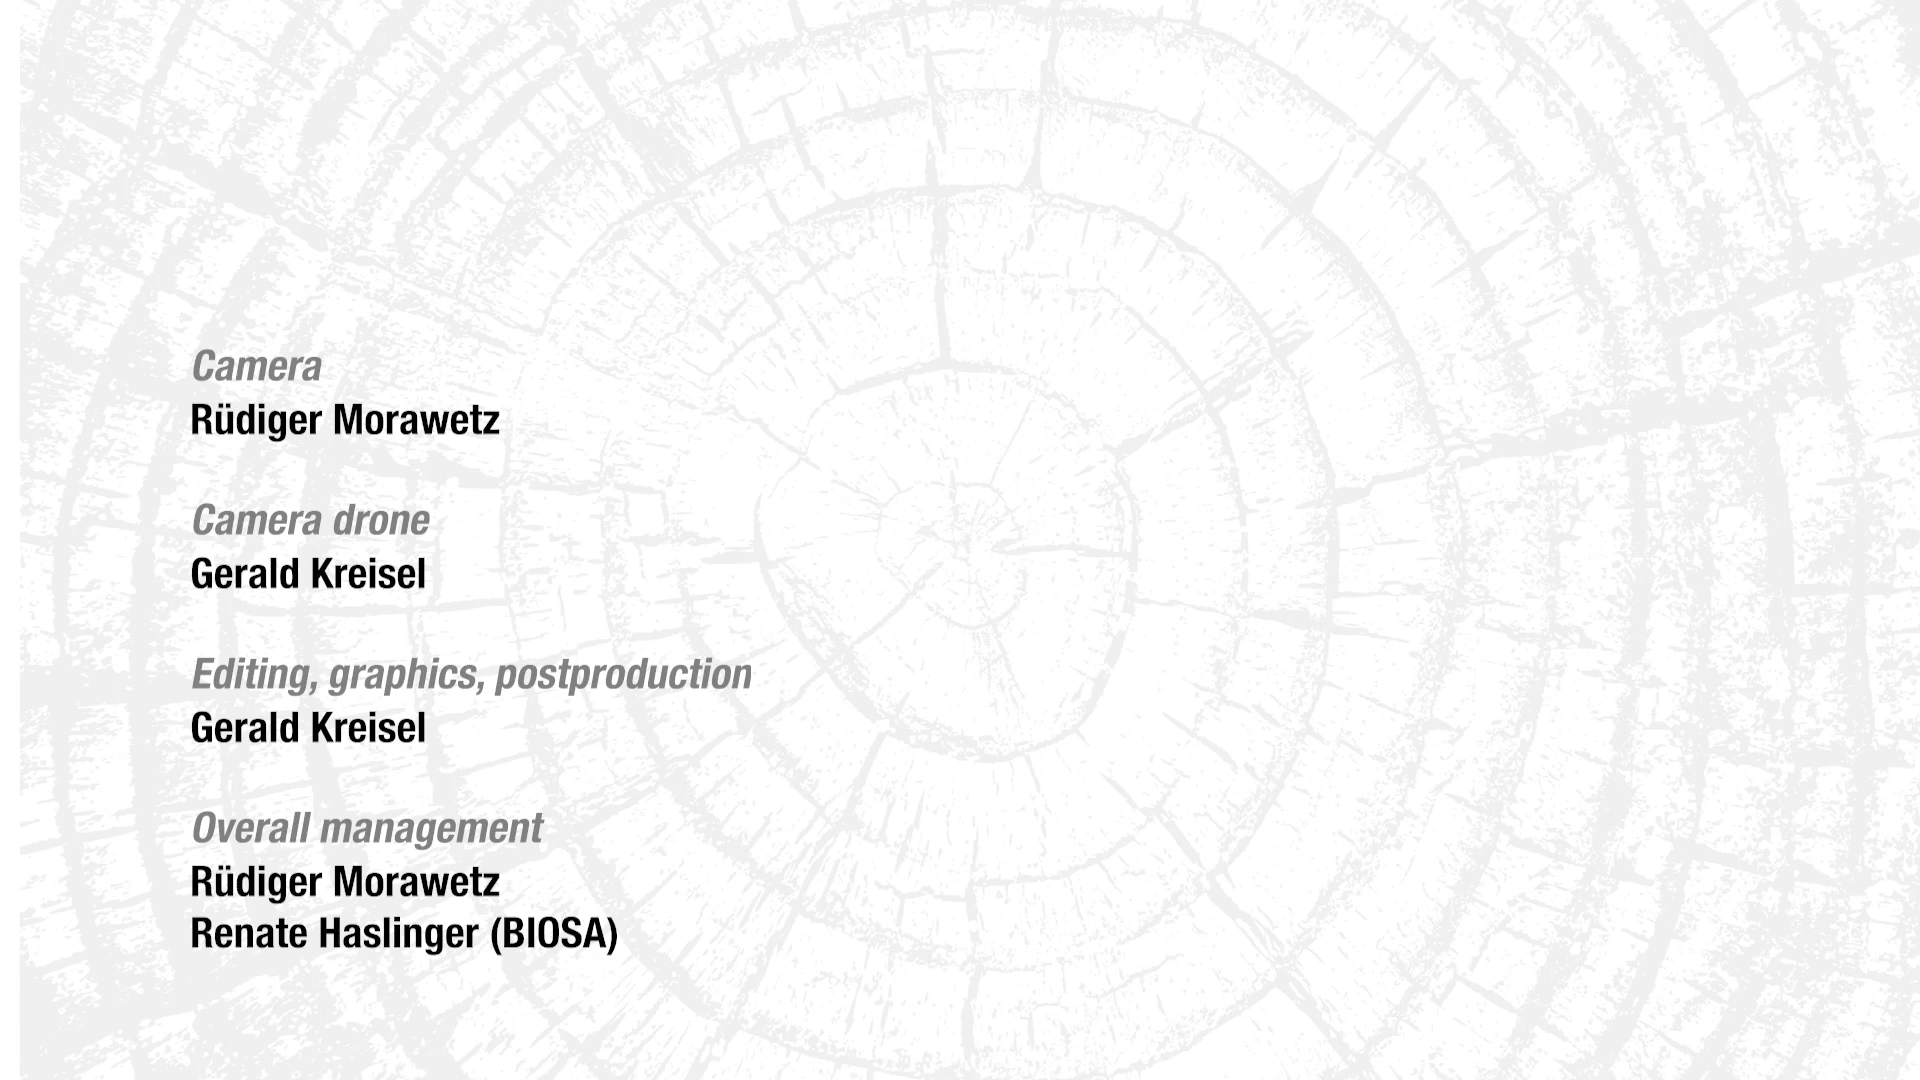 Camera
Rüdiger Morawetz
Camera drone
Gerald Kreisel
Editing, graphics, postproduction
Gerald Kreisel
Overall management
Rüdiger Morawetz
Renate Haslinger (BIOSA)